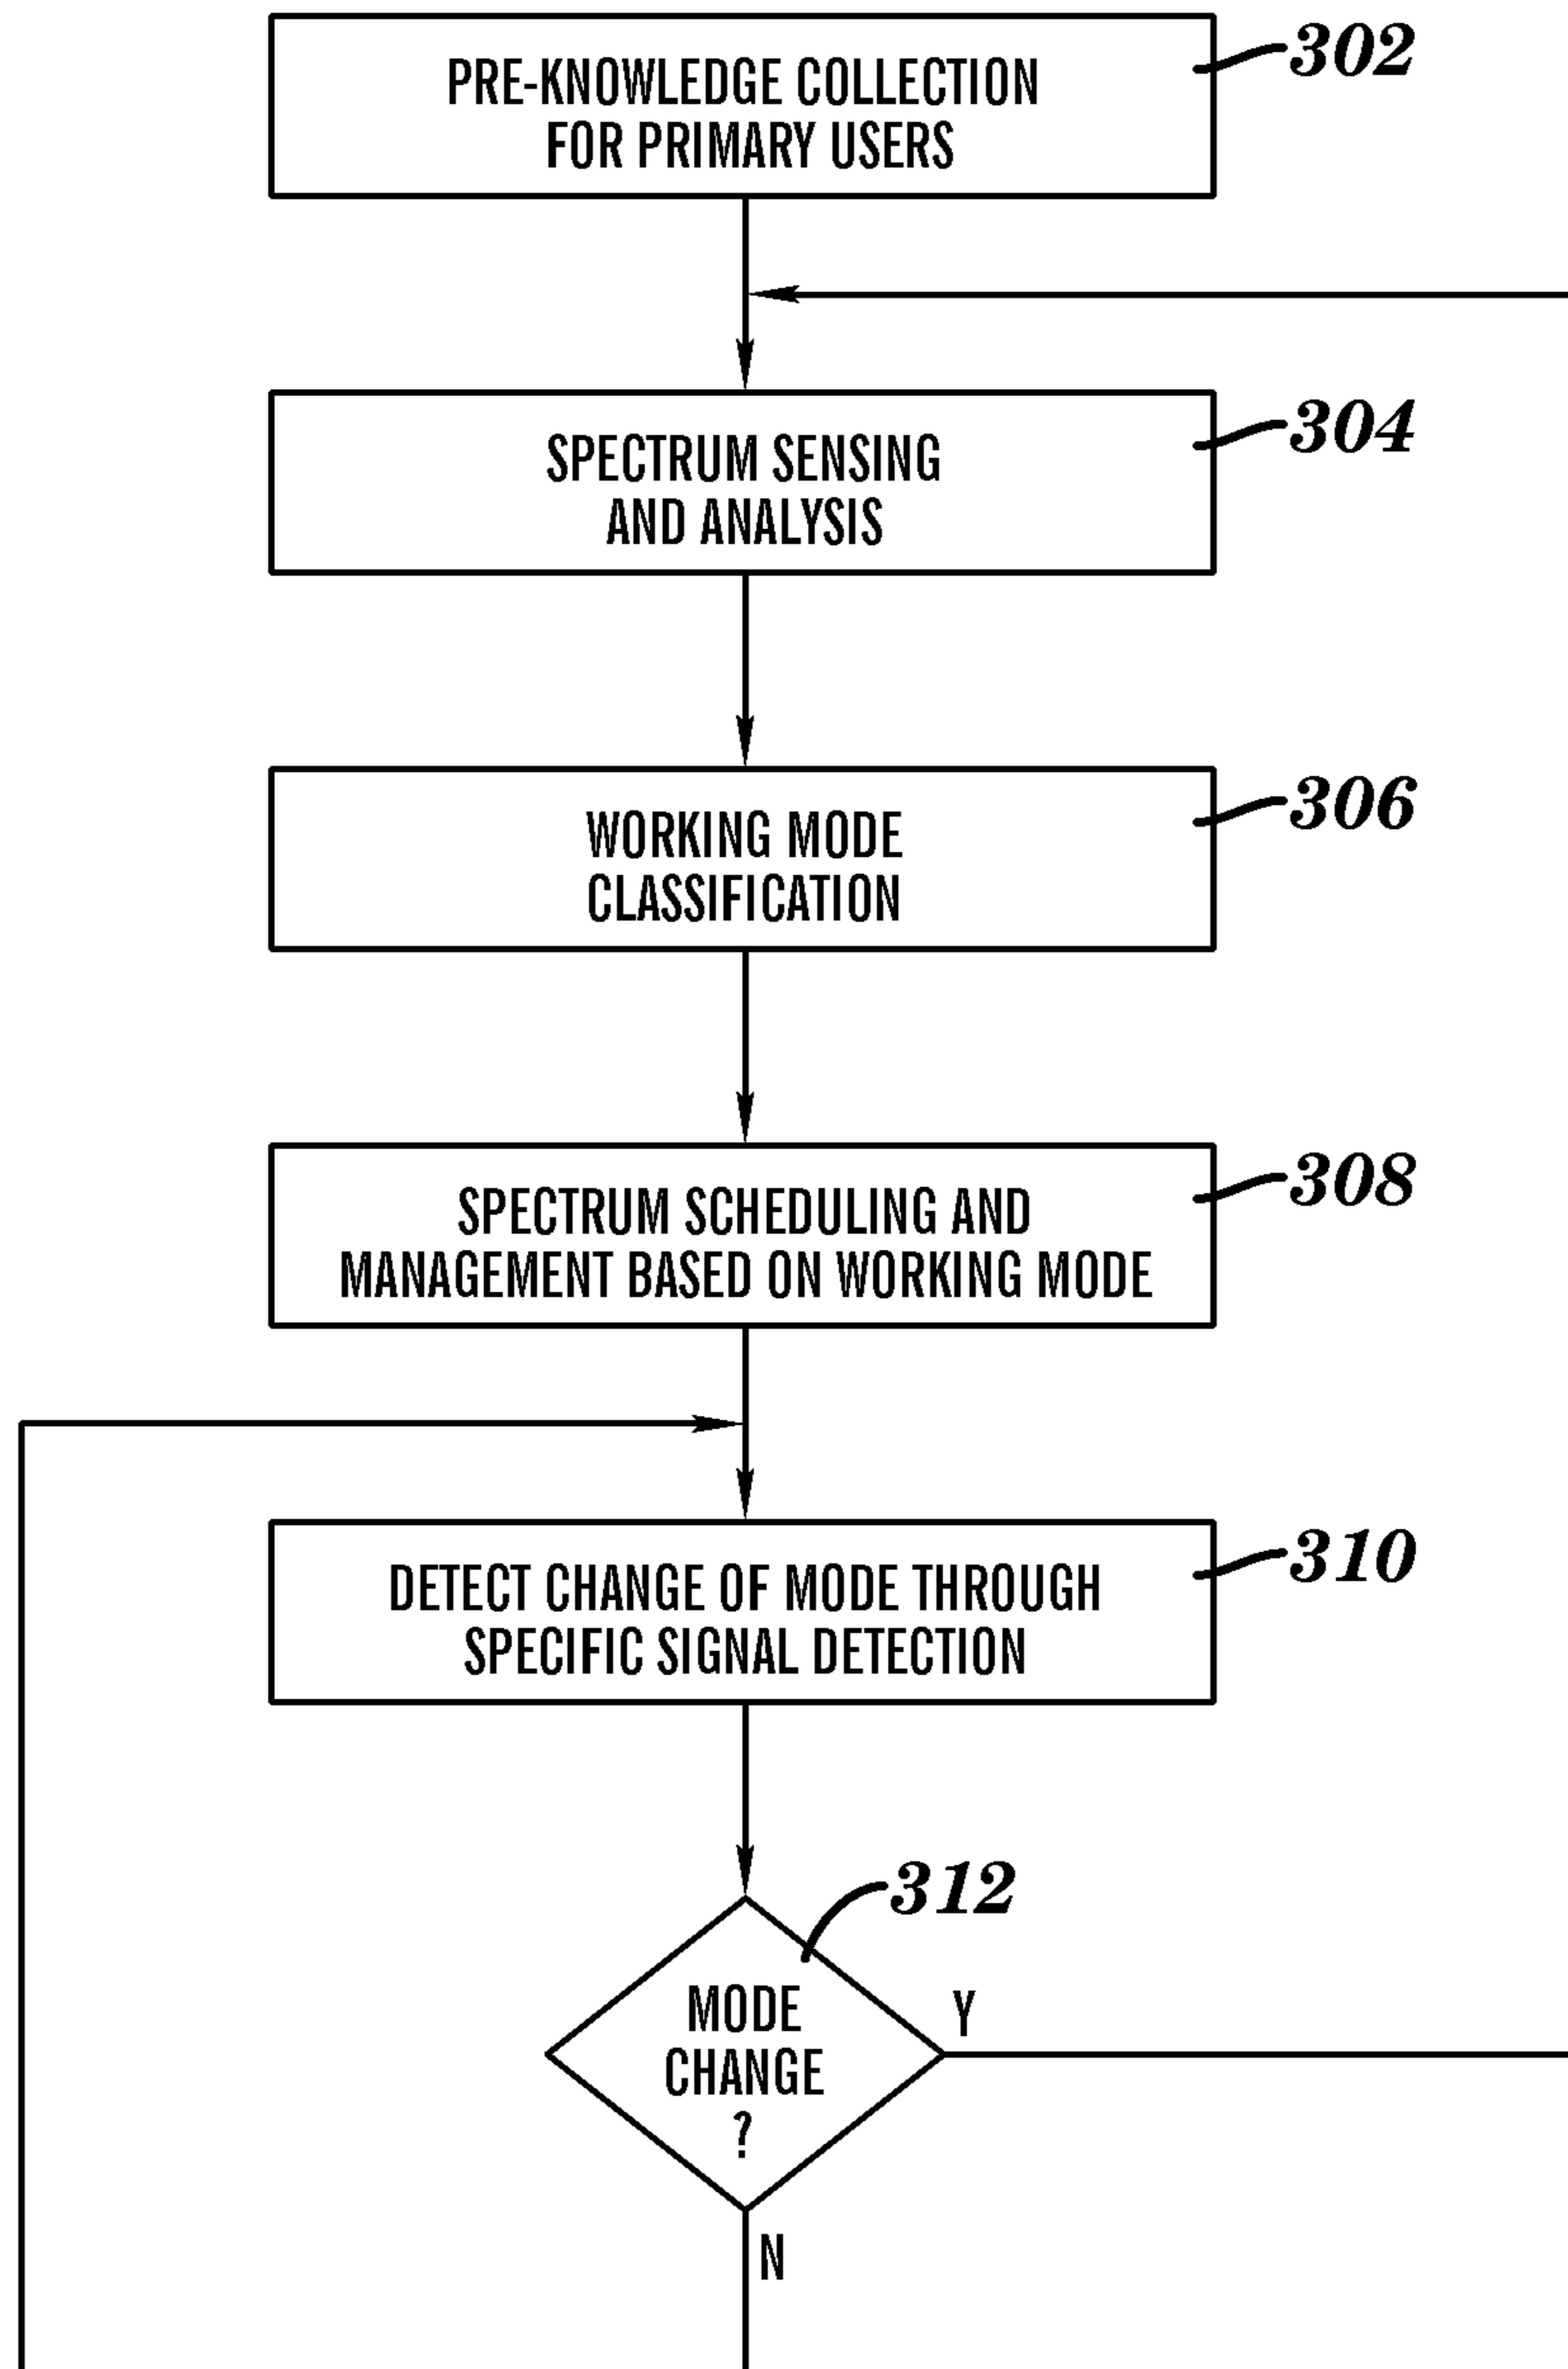 PRE-KNOWLEDGE COLLECTION
FOR PRIMARY USERS
302
SPECTRUM SENSING
AND ANALYSIS
304
WORKING MODE
CLASSIFICATION
306
SPECTRUM SCHEDULING AND
MANAGEMENT BASED ON WORKING MODE
308
DETECT CHANGE OF MODE THROUGH
SPECIFIC SIGNAL DETECTION
310
312
MODE
CHANGE
?
Y
N